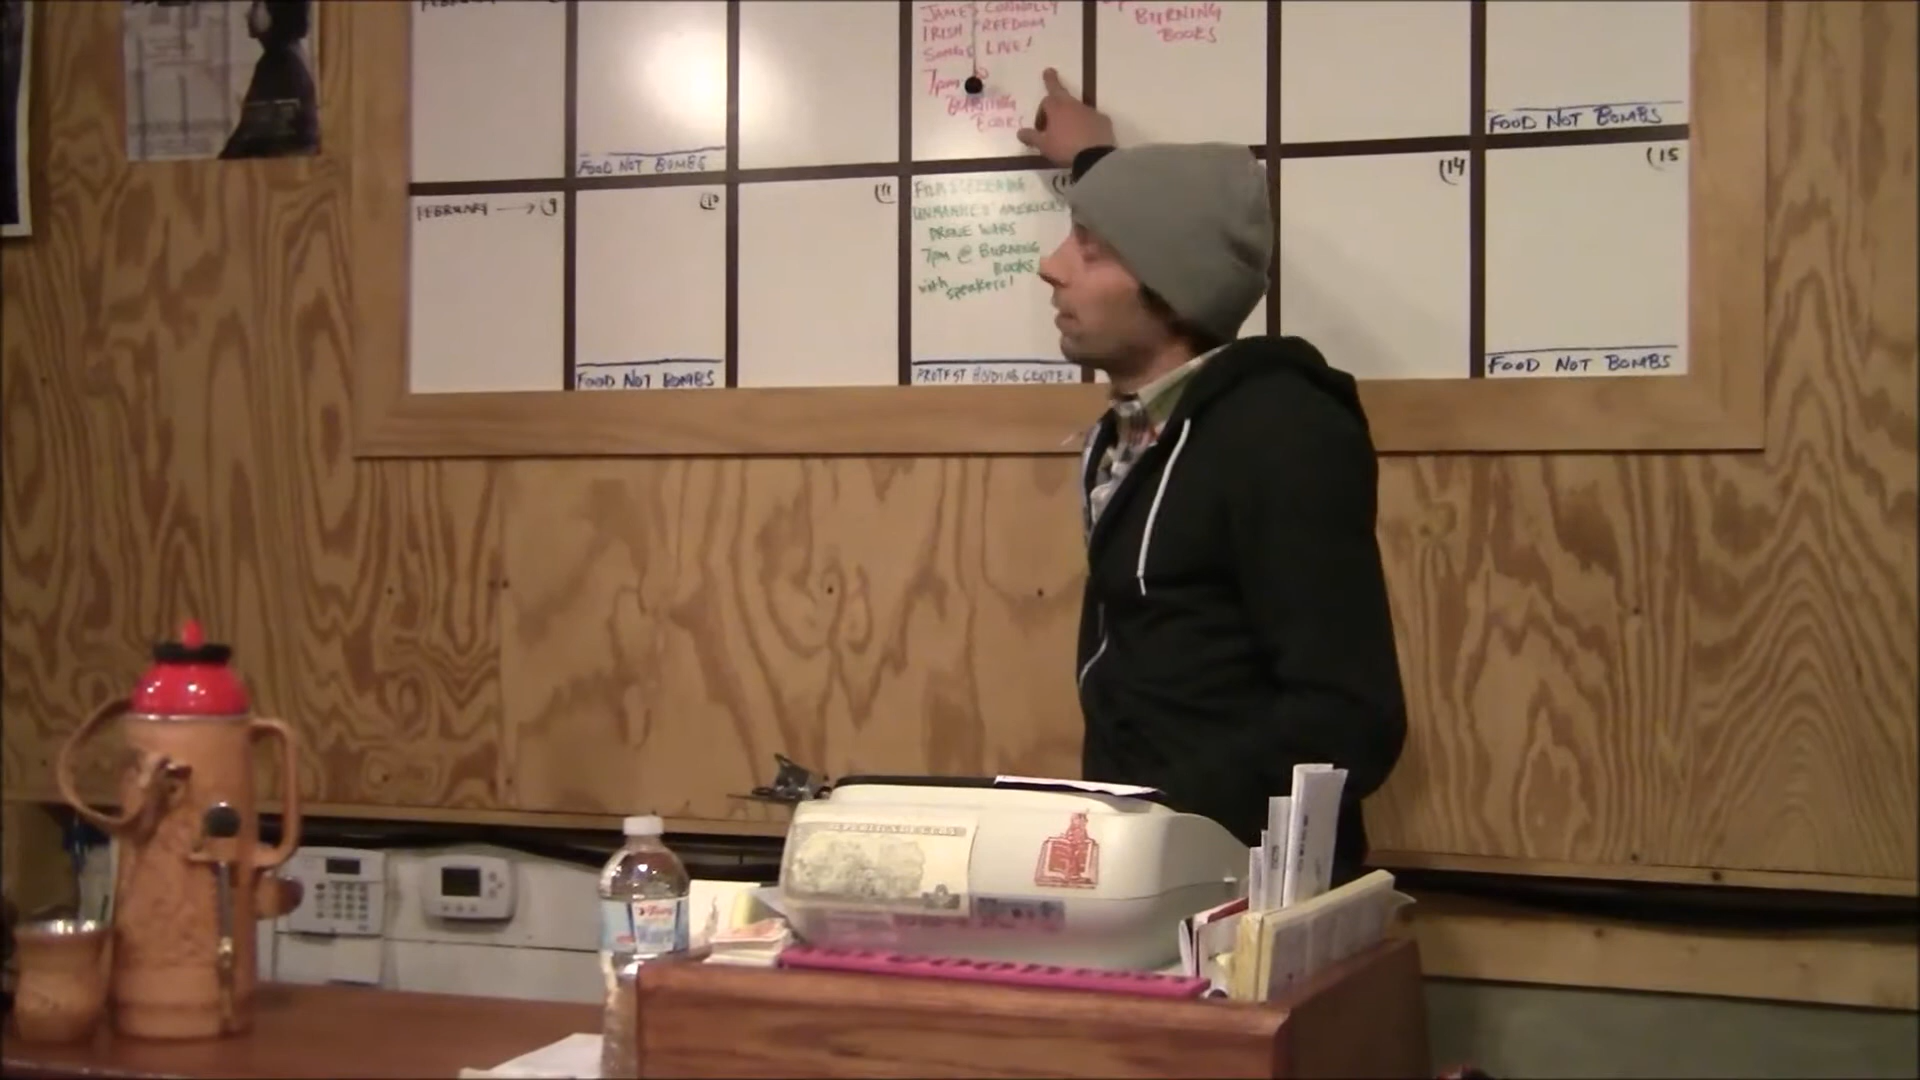 FEBRUARY
JAMES CONNOLLY
IRISH FREEDOM
SONGS LIVE!
7pm @
BURNING
BOOKS
BURNING
BOOKS
FOOD NOT BOMBS
FOOD NOT BOMBS
FEBRUARY → 9
10
11
FILM SCREENING
UNMANNED: AMERICA'S
DRONE WARS
7pm @ BURNING
BOOKS
with
speakers!
PROTEST HIDING CENTER
14
15
FOOD NOT BOMBS
FOOD NOT BOMBS